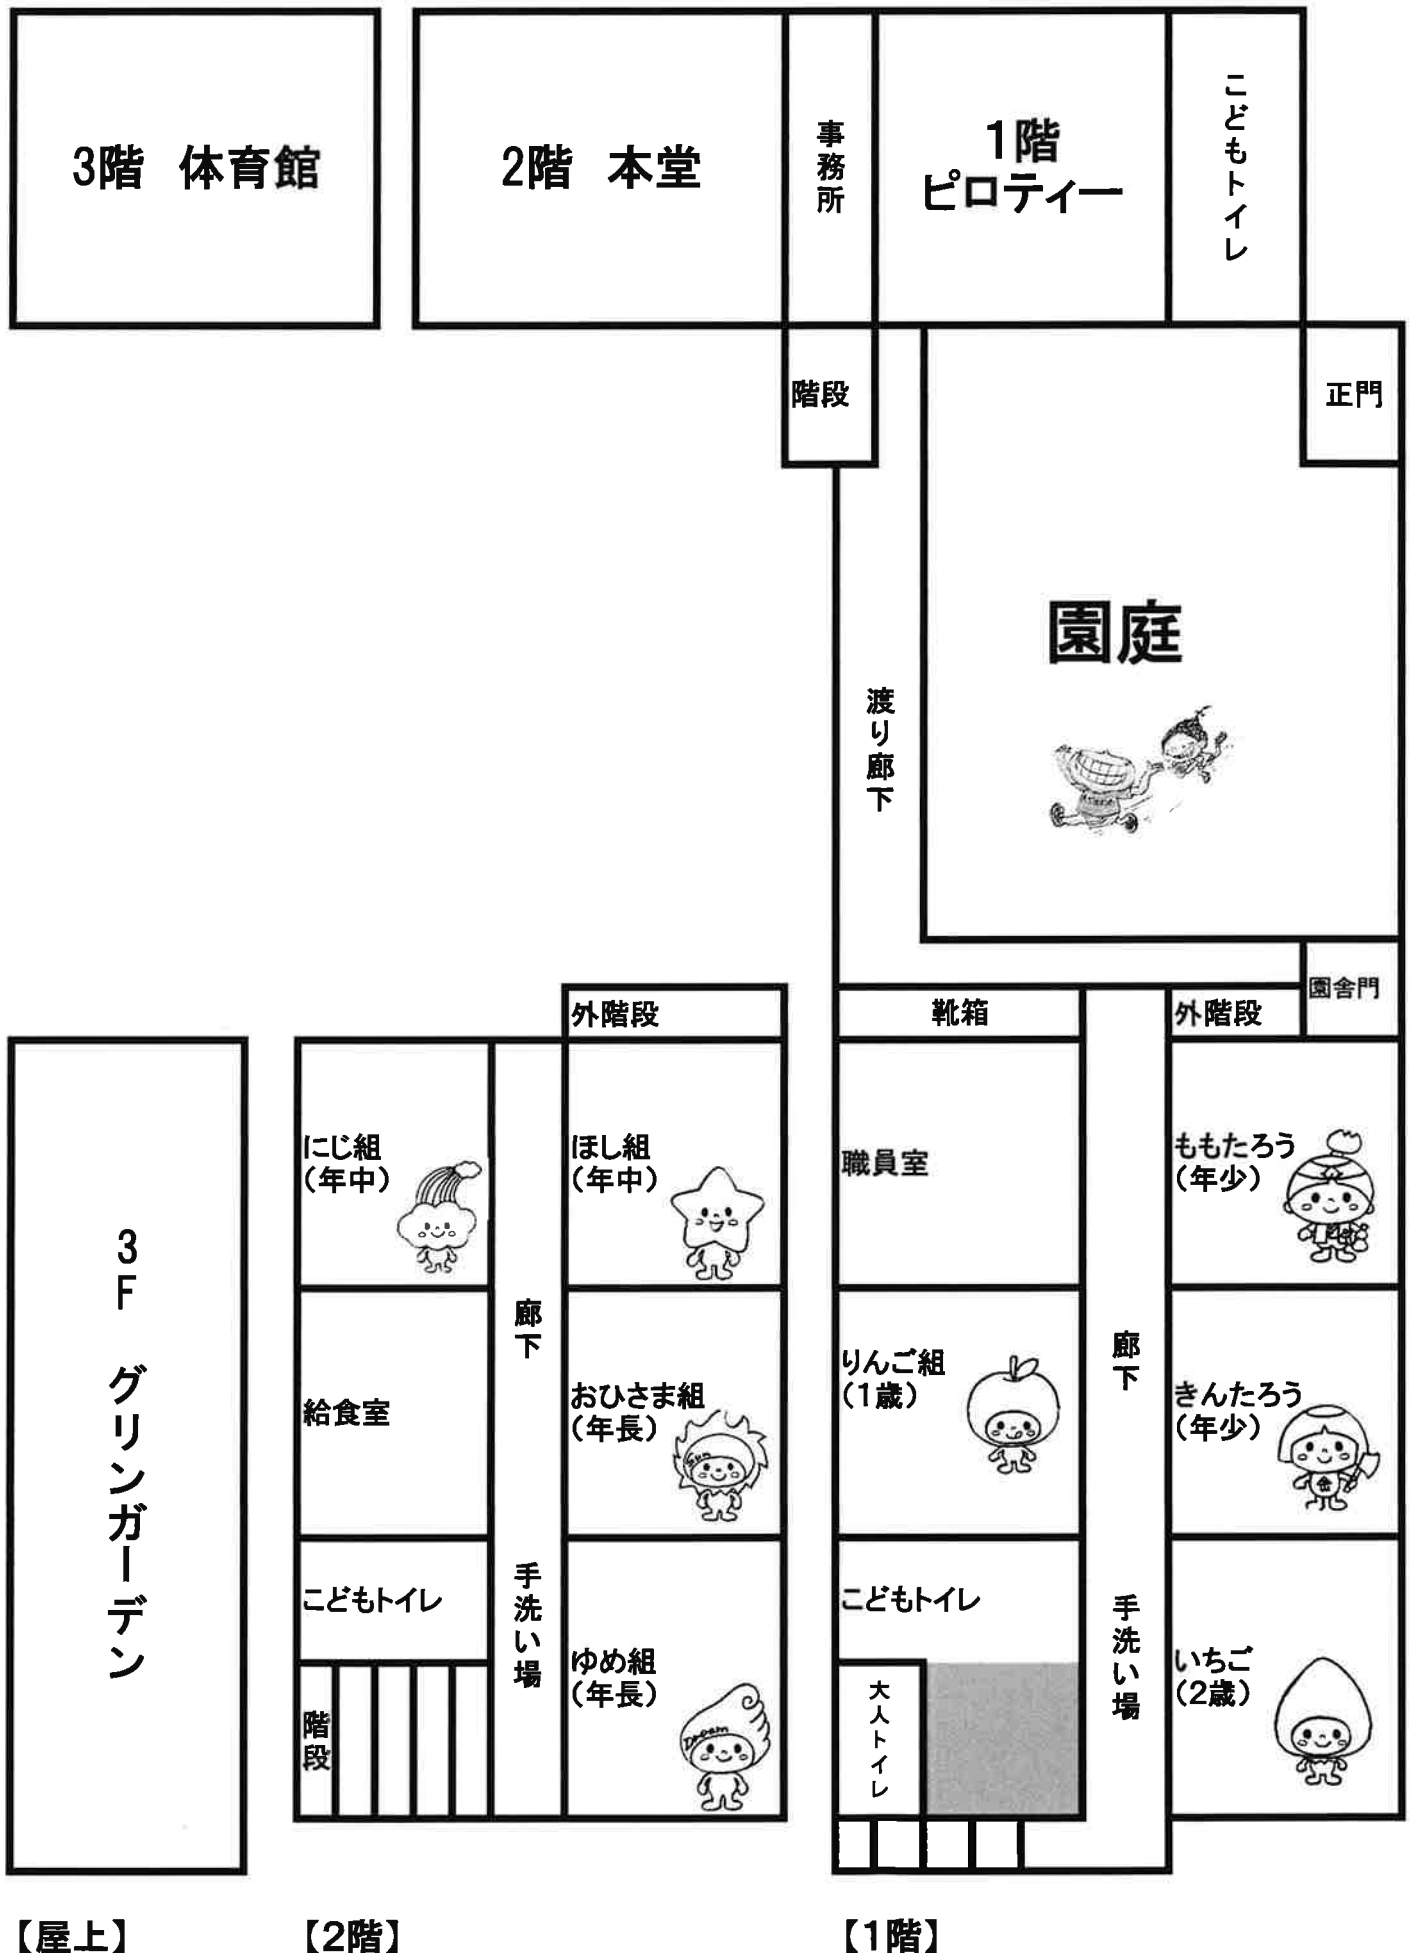 3階 体育館
2階 本堂
事務所
1階
ピロティー
こどもトイレ
階段
正門
園庭
渡り廊下
園舎門
外階段
靴箱
外階段
3F グリンガーデン
にじ組
(年中)
ほし組
(年中)
職員室
ももたろう
(年少)
廊下
給食室
おひさま組
(年長)
Sun
りんご組
(1歳)
廊下
きんたろう
(年少)
金
こどもトイレ
手洗い場
ゆめ組
(年長)
Dream
階段
こどもトイレ
大人トイレ
手洗い場
いちご
(2歳)
【屋上】
【2階】
【1階】